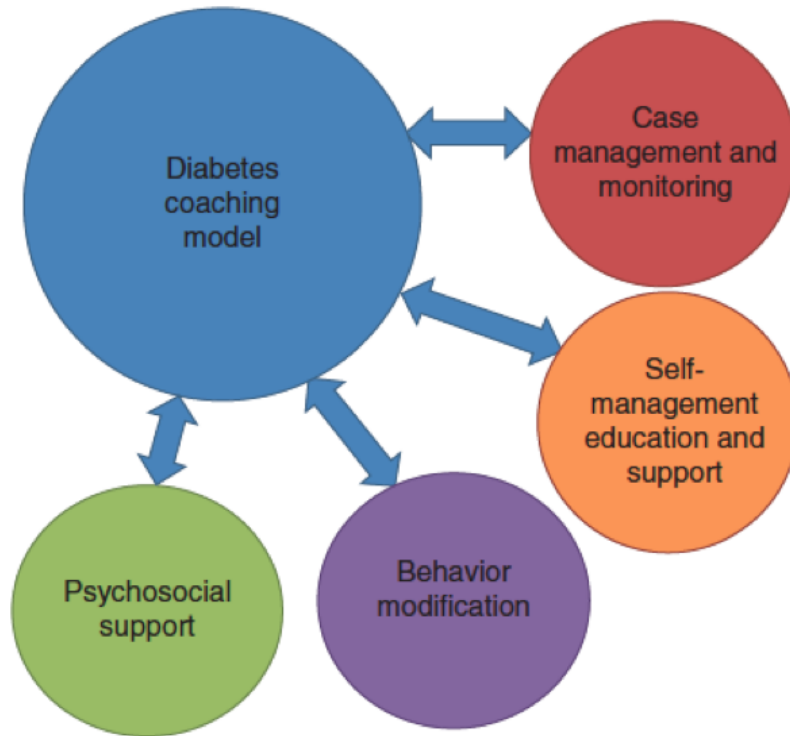 Diabetes
coaching
model
Case
management and
monitoring
Self-
management
education and
support
Behavior
modification
Psychosocial
support